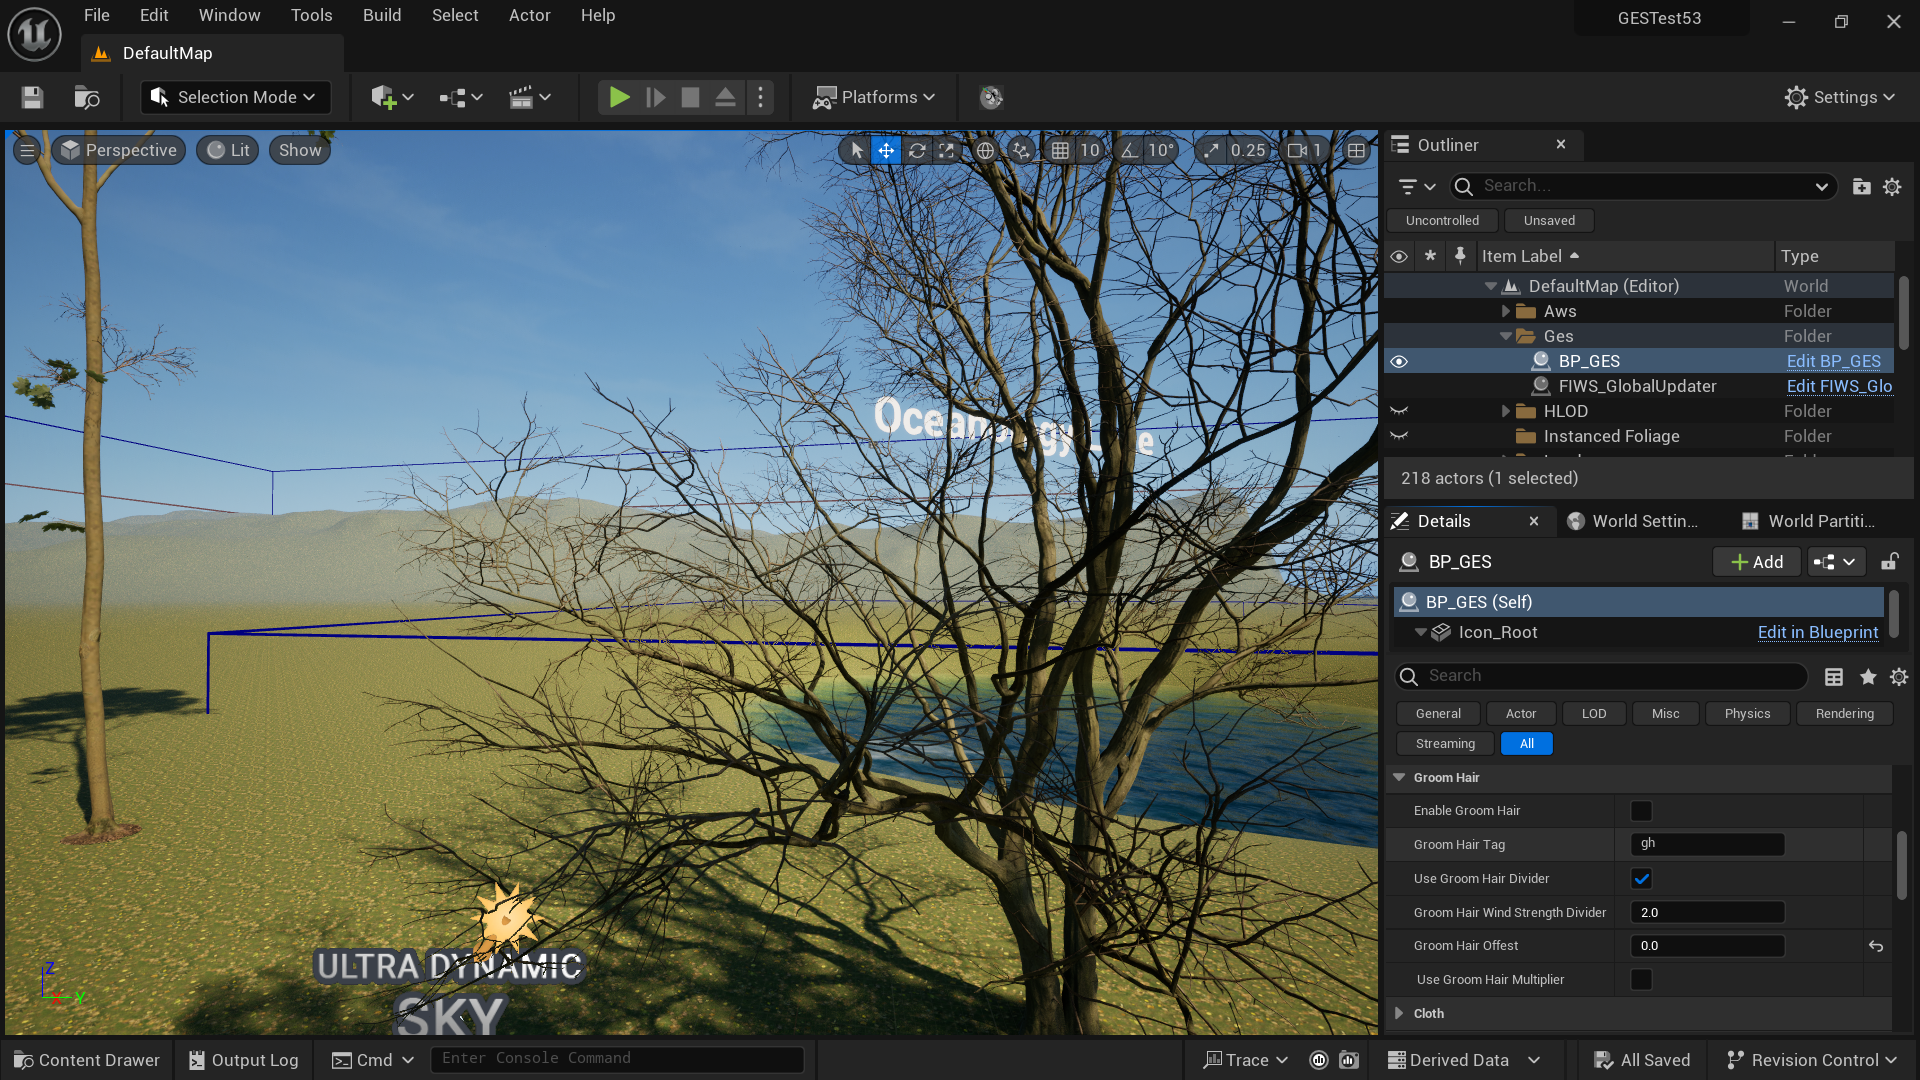 File Edit Window Tools Build Select Actor Help
GESTest53
DefaultMap
Selection Mode
Platforms
Settings
Perspective
Lit
Show
10
10°
0.25
1
ULTRA DYNAMIC
SKY
Z
X
Y
Outliner
Search...
Uncontrolled
Unsaved
Item Label
Type
DefaultMap (Editor) World
Aws Folder
Ges Folder
BP_GES Edit BP_GES
FIWS_GlobalUpdater Edit FIWS_Glo
HLOD Folder
Instanced Foliage Folder
218 actors (1 selected)
Details
World Settin...
World Partiti...
BP_GES
Add
BP_GES (Self)
Icon_Root Edit in Blueprint
Search
General Actor LOD Misc Physics Rendering
Streaming All
Groom Hair
Enable Groom Hair
Groom Hair Tag gh
Use Groom Hair Divider
Groom Hair Wind Strength Divider 2.0
Groom Hair Offest 0.0
Use Groom Hair Multiplier
Cloth
Content Drawer
Output Log
Cmd
Enter Console Command
Trace
Derived Data
All Saved
Revision Control